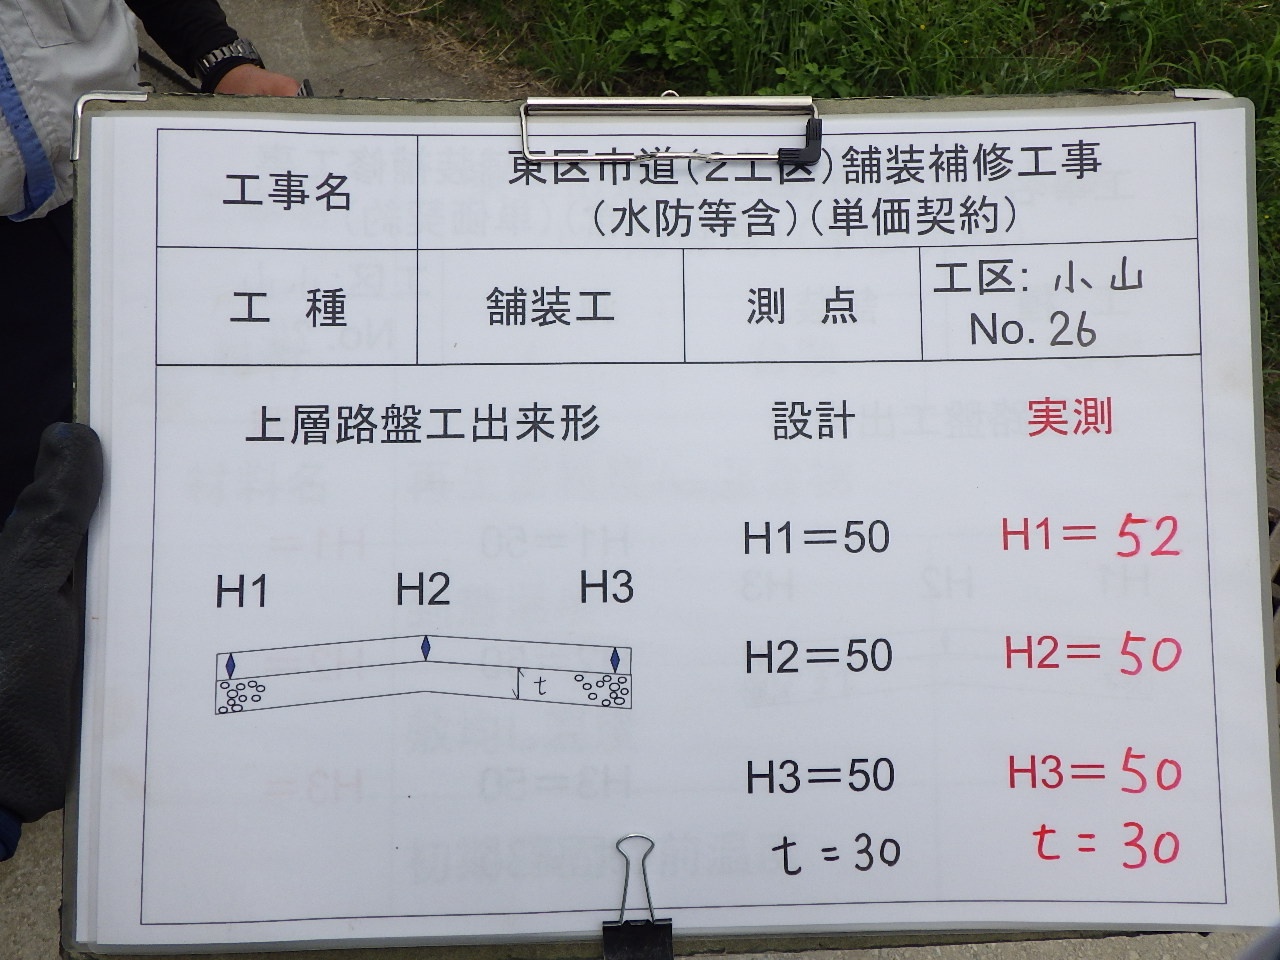 工事名
東区市道(2工区)舗装補修工事
(水防等含)(単価契約)
工種
舗装工
測点
工区: 小山
No. 26
上層路盤工出来形
設計
実測
H1=50
H1= 52
H1
H2
H3
t
H2=50
H2= 50
H3=50
H3= 50
t = 30
t = 30